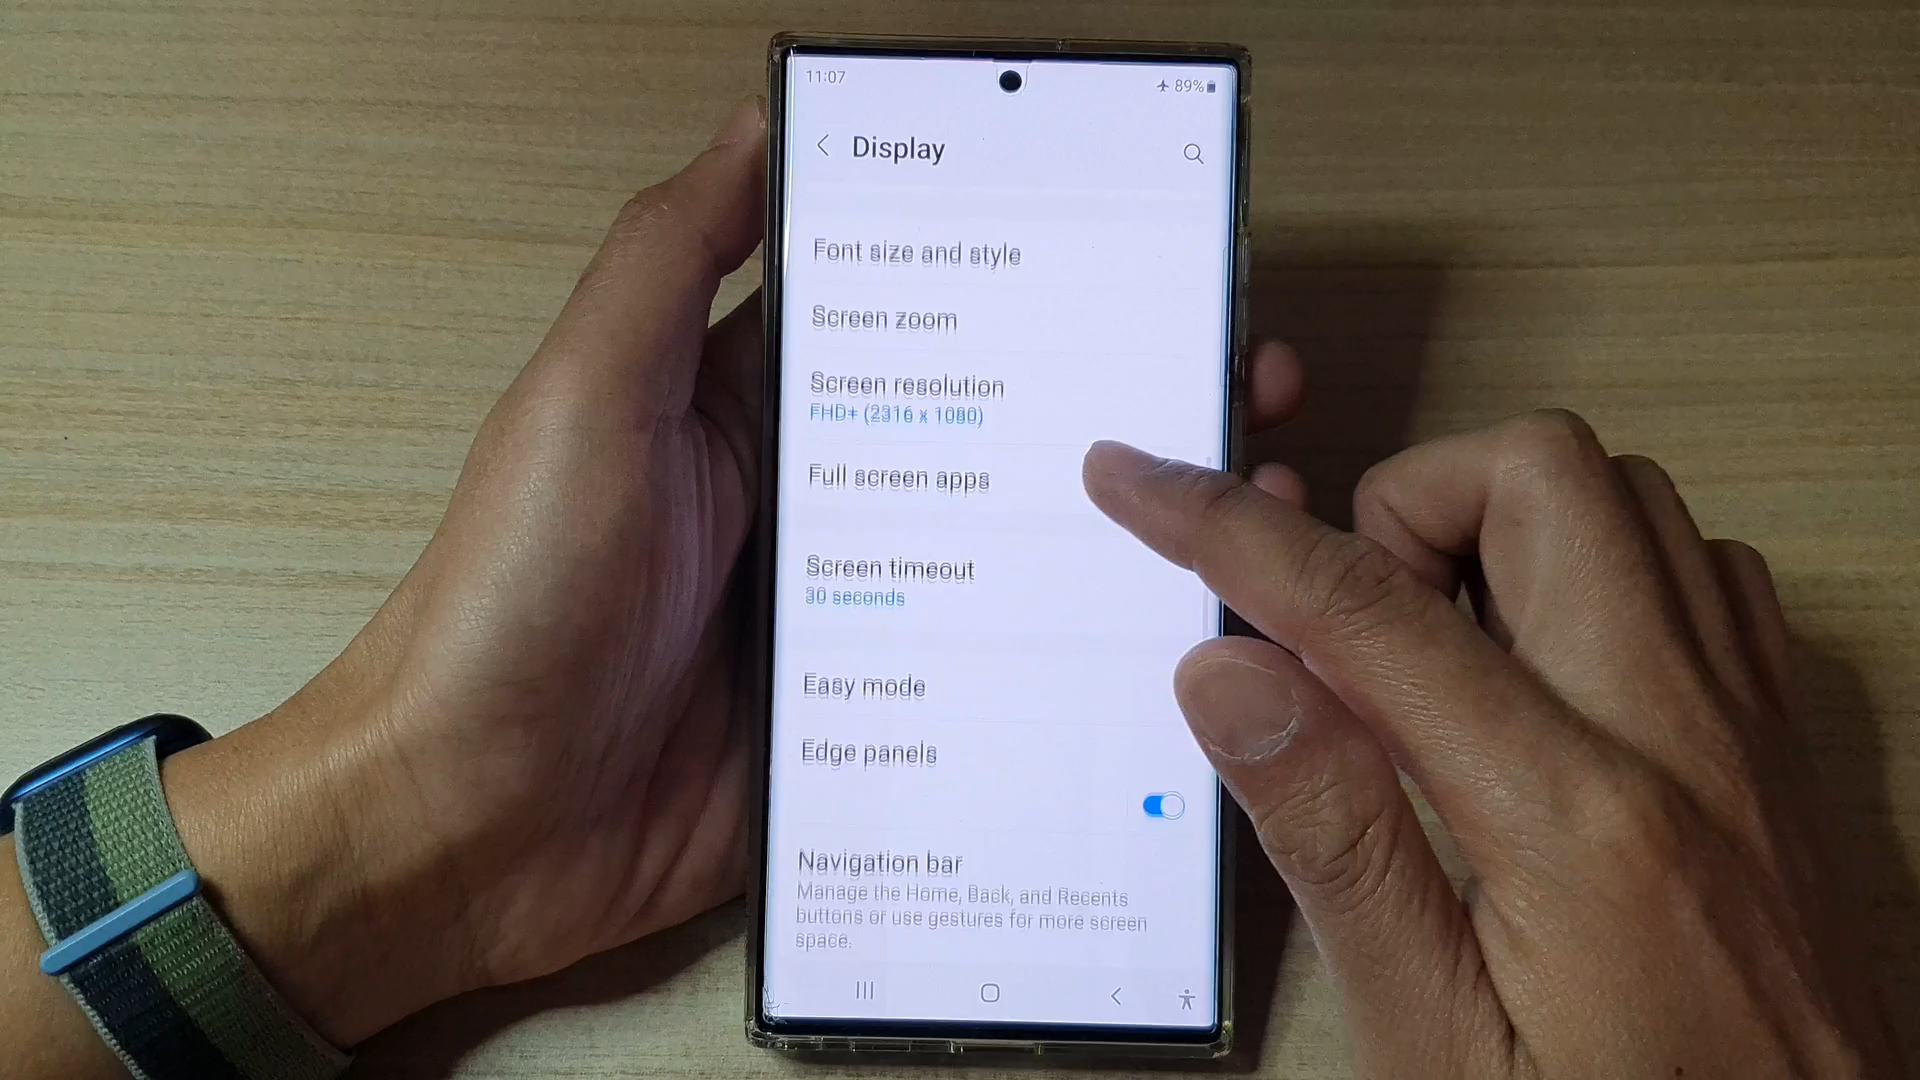 11:07
89%
Display
Font size and style
Screen zoom
Screen resolution
FHD+ (2316 x 1080)
Full screen apps
Screen timeout
30 seconds
Easy mode
Edge panels
Navigation bar
Manage the Home, Back, and Recents
buttons or use gestures for more screen
space.